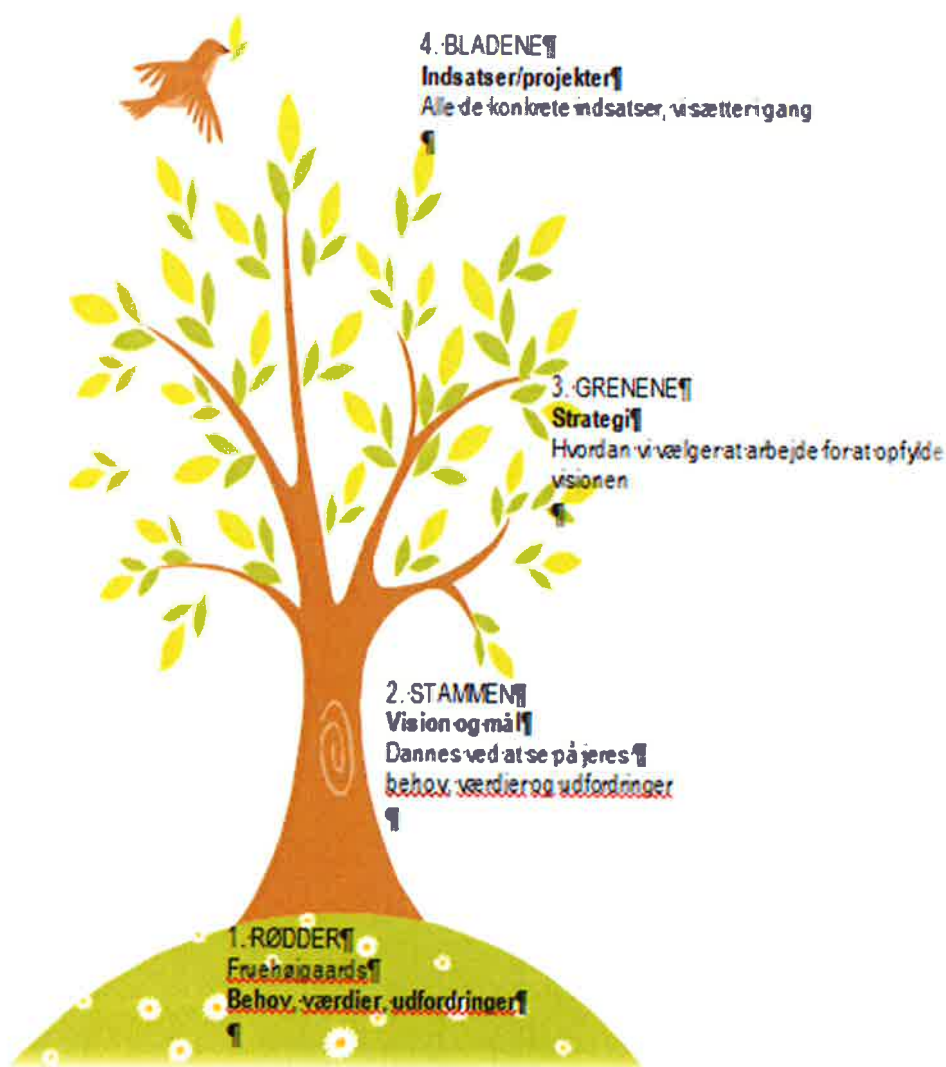 4. BLADENE¶
Indsatser/projekter¶
Alle de konkrete indsatser, vi sætter i gang
¶
3. GRENENE¶
Strategi¶
Hvordan vi vælger at arbejde for at opfylde
visionen
¶
2. STAMMEN¶
Vision og mål¶
Dannes ved at se på jeres ¶
behov, værdier og udfordringer
¶
1. RØDDER¶
Fruehøjgaards¶
Behov, værdier, udfordringer¶
¶